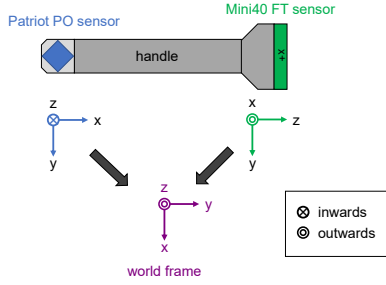 Mini40 FT sensor
Patriot PO sensor
handle
+x
z
x
x
z
y
y
z
y
x
inwards
outwards
world frame